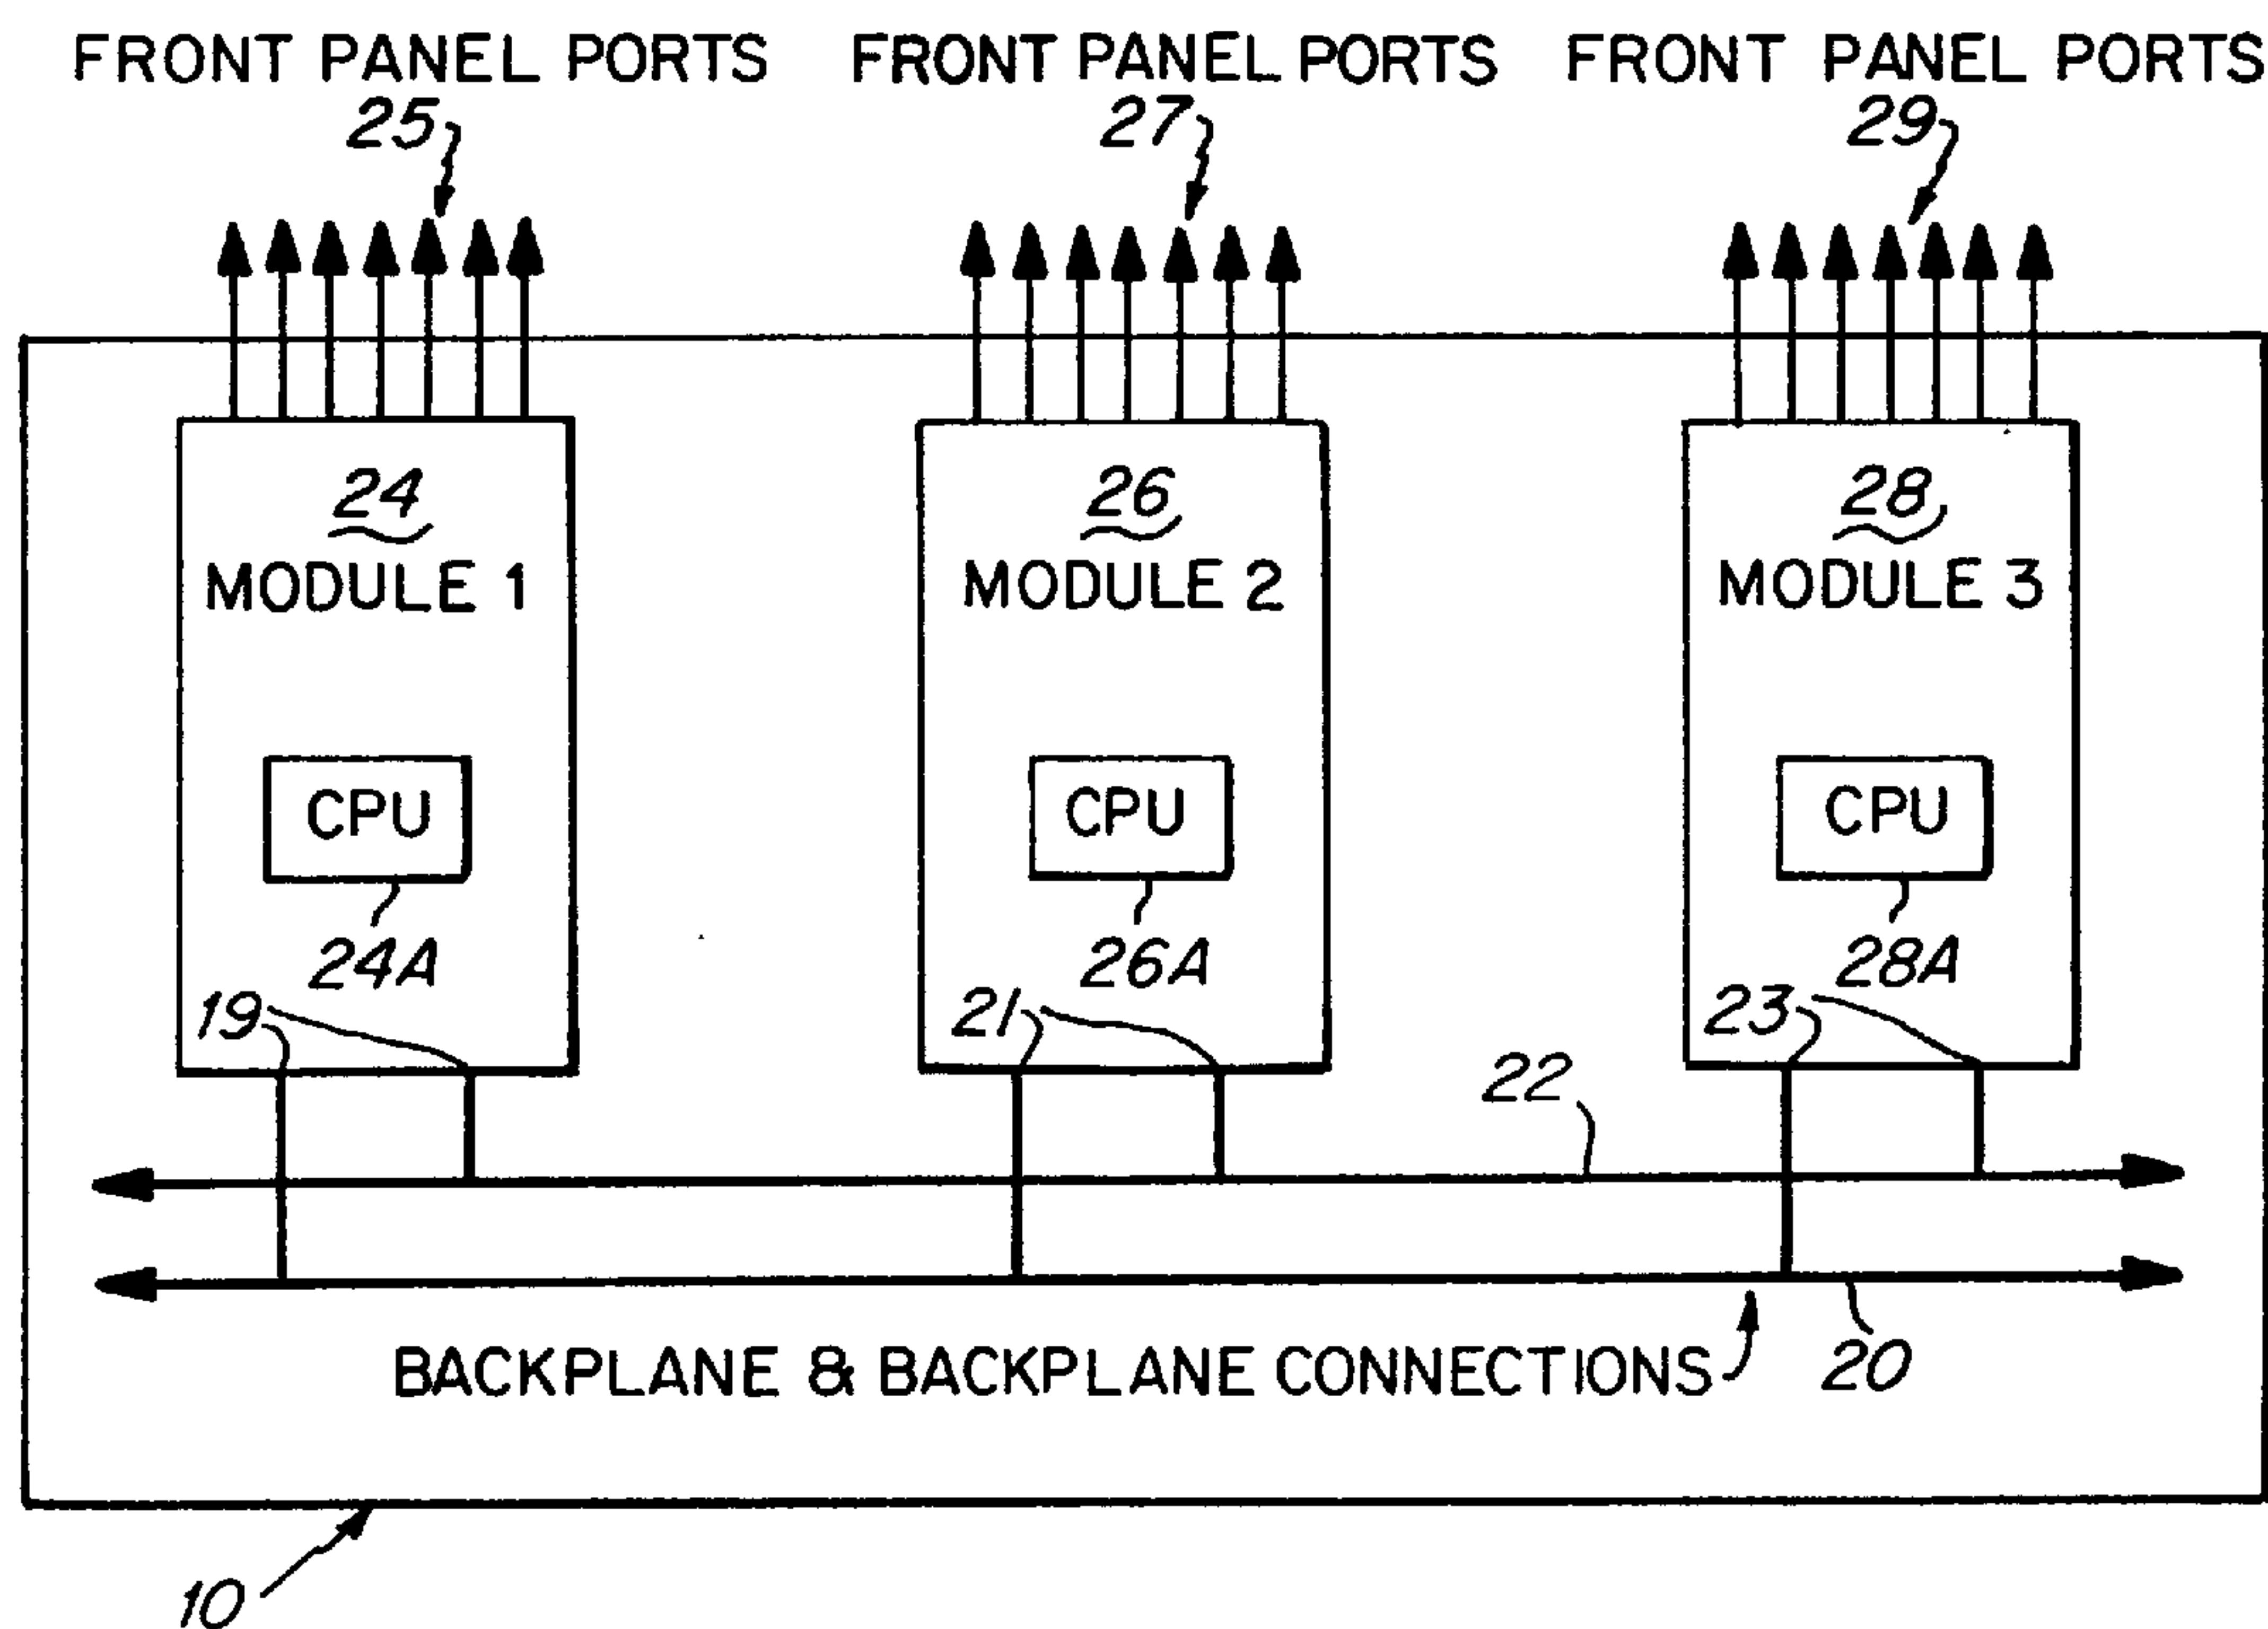 FRONT PANEL PORTS FRONT PANEL PORTS FRONT PANEL PORTS
25 27 29
24 26 28
MODULE 1 MODULE 2 MODULE 3
CPU CPU CPU
24A 26A 28A
19 21 23
22
BACKPLANE & BACKPLANE CONNECTIONS 20
10